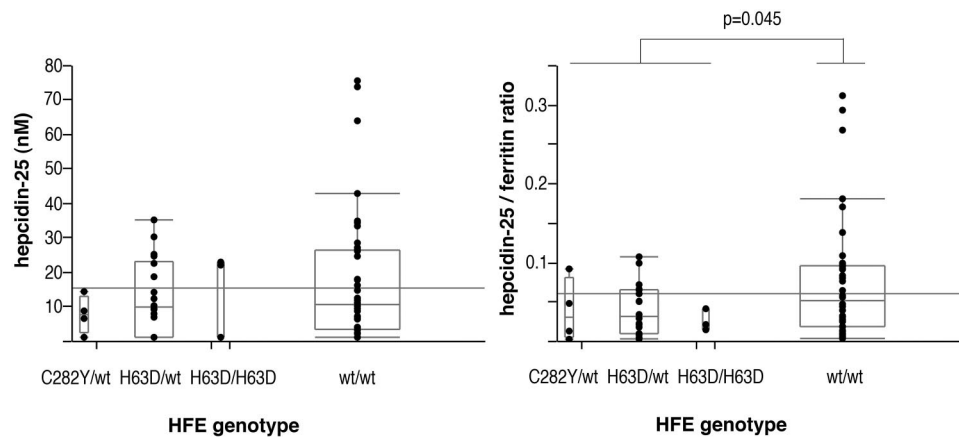 p=0.045
80
70
60
50
40
30
20
10
hepcidin-25 (nM)
C282Y/wt H63D/wt H63D/H63D wt/wt
HFE genotype
0.3
0.2
0.1
hepcidin-25 / ferritin ratio
C282Y/wt H63D/wt H63D/H63D wt/wt
HFE genotype